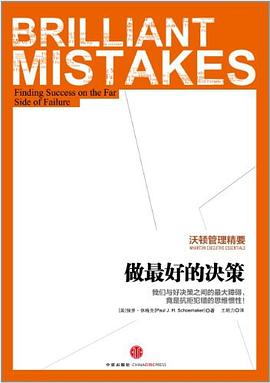 BRILLIANT
MISTAKES
Finding Success on the Far
Side of Failure
沃顿管理精要
WHARTON EXECUTIVE ESSENTIALS
做最好的决策
我们与好决策之间的最大障碍,
竟是抗拒犯错的思维惯性!
(美)保罗·休梅克(Paul J. H. Schoemaker)◎著
中信出版社·CHINACITICPRESS